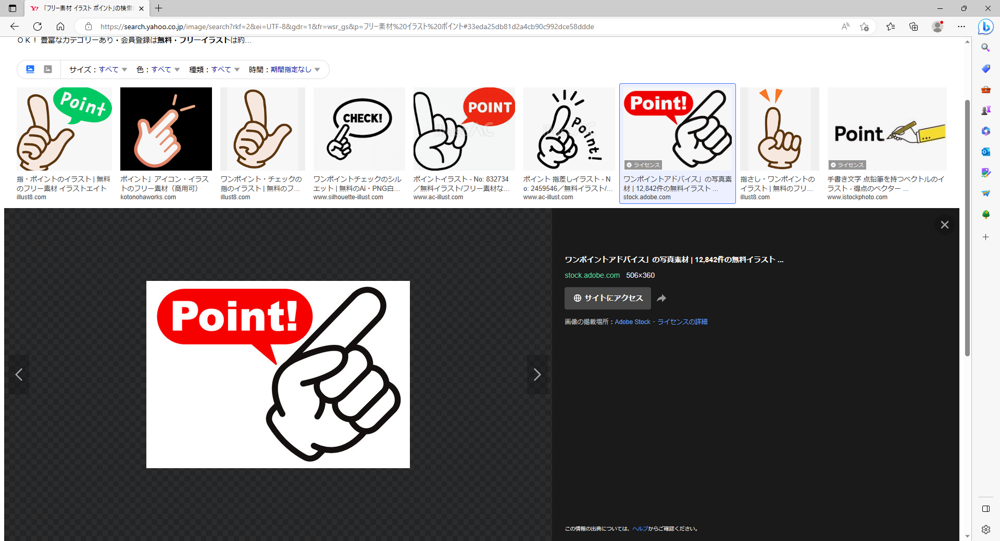 「フリー素材 イラスト ポイント」の検索
https://search.yahoo.co.jp/image/search?rkf=2&ei=UTF-8&gdr=1&fr=wsr_gs&p=フリー素材%20イラスト%20ポイント#33eda25db81d2a4cb90c992dce58ddde
ＯＫ！ 豊富なカテゴリーあり・会員登録は無料・フリーイラストは約...
サイズ：すべて 色：すべて 種類：すべて 時間：期間指定なし
Point
CHECK!
POINT
illustAC
Point!
illustAC
Point!
ライセンス
Point
ライセンス
指・ポイントのイラスト | 無料
のフリー素材 イラストエイト
illust8.com
ポイント」アイコン・イラス
トのフリー素材（商用可）
kotonohaworks.com
ワンポイント・チェックの
指のイラスト | 無料のフ...
illust8.com
ワンポイントチェックのシル
エット | 無料のAi・PNG白...
www.silhouette-illust.com
ポイントイラスト - No: 832734
／無料イラスト/フリー素材な...
www.ac-illust.com
ポイント 指差しイラスト - N
o: 2459546／無料イラスト/...
www.ac-illust.com
ワンポイントアドバイス」の写真素
材 | 12,842件の無料イラスト ...
stock.adobe.com
指さし・ワンポイントの
イラスト | 無料のフリ...
illust8.com
手書き文字 点鉛筆を持つベクトルのイ
ラスト - 得点のベクター ...
www.istockphoto.com
Point!
ワンポイントアドバイス」の写真素材 | 12,842件の無料イラスト ...
stock.adobe.com 506×360
サイトにアクセス
画像の掲載場所：Adobe Stock - ライセンスの詳細
この情報の出典については、ヘルプからご確認ください。